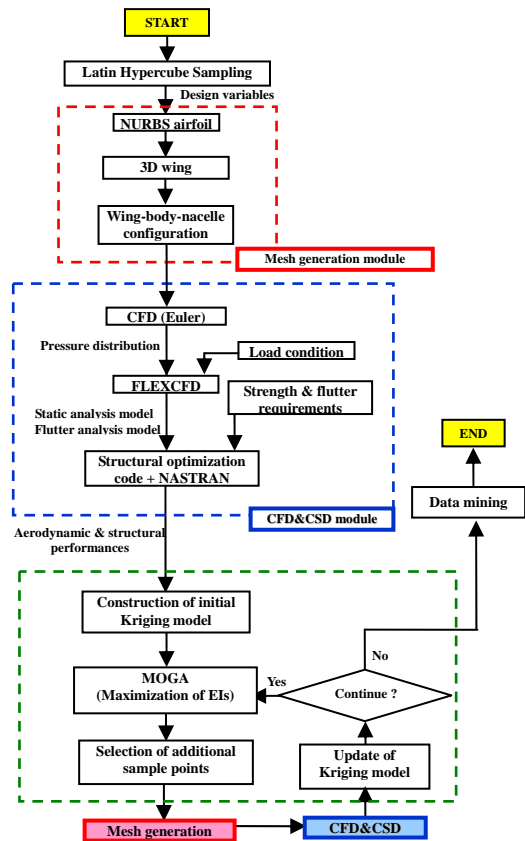 START
Latin Hypercube Sampling
Design variables
NURBS airfoil
3D wing
Wing-body-nacelle
configuration
Mesh generation module
CFD (Euler)
Pressure distribution
Load condition
FLEXCFD
Strength & flutter
requirements
Static analysis model
Flutter analysis model
Structural optimization
code + NASTRAN
CFD&CSD module
END
Data mining
Aerodynamic & structural
performances
Construction of initial
Kriging model
No
MOGA
(Maximization of EIs)
Yes
Continue ?
Selection of additional
sample points
Update of
Kriging model
Mesh generation
CFD&CSD